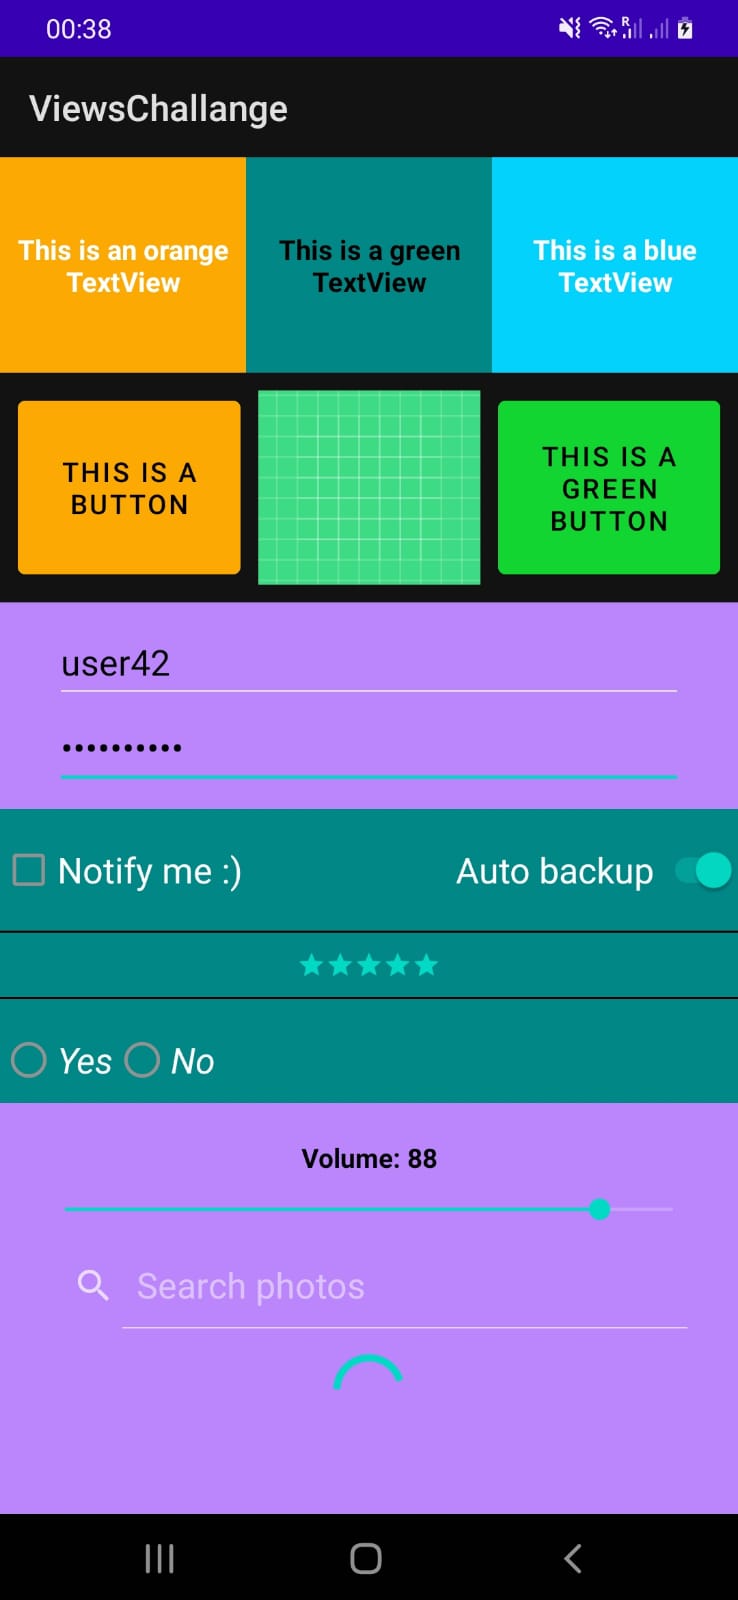 00:38
R
ViewsChallange
This is an orange
TextView
This is a green
TextView
This is a blue
TextView
THIS IS A
BUTTON
THIS IS A
GREEN
BUTTON
user42
••••••••••
Notify me :)
Auto backup
Yes
No
Volume: 88
Search photos